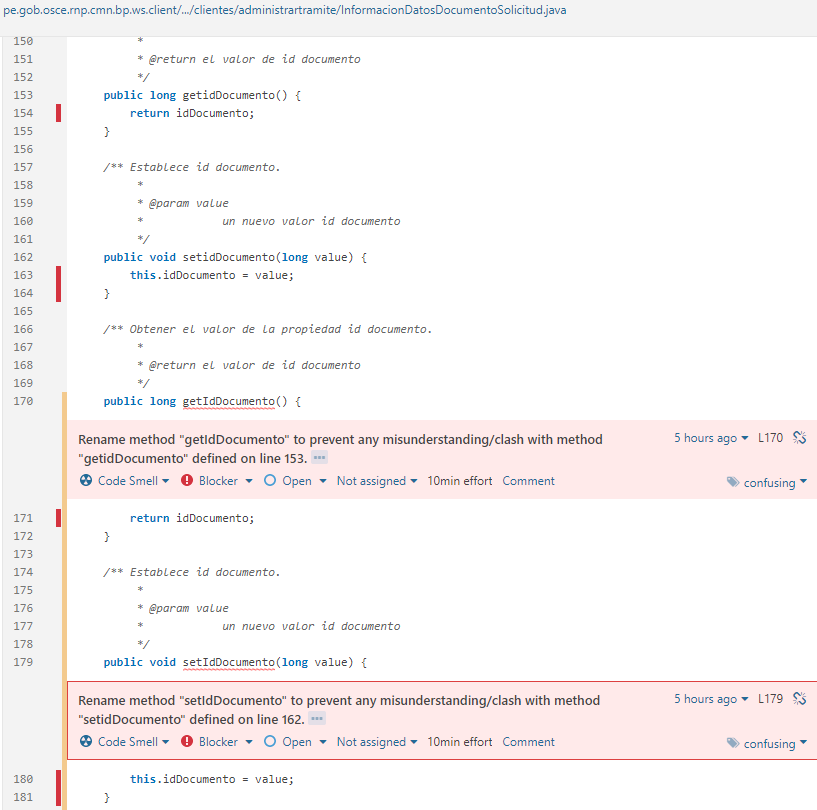 pe.gob.osce.rnp.cmn.bp.ws.client/.../clientes/administrartramite/InformacionDatosDocumentoSolicitud.java
150 *
151 * @return el valor de id documento
152 */
153 public long getidDocumento() {
154 return idDocumento;
155 }
156
157 /** Establece id documento.
158 *
159 * @param value
160 * un nuevo valor id documento
161 */
162 public void setidDocumento(long value) {
163 this.idDocumento = value;
164 }
165
166 /** Obtener el valor de la propiedad id documento.
167 *
168 * @return el valor de id documento
169 */
170 public long getIdDocumento() {
Rename method "getIdDocumento" to prevent any misunderstanding/clash with method 5 hours ago L170
"getidDocumento" defined on line 153. ...
Code Smell Blocker Open Not assigned 10min effort Comment confusing
171 return idDocumento;
172 }
173
174 /** Establece id documento.
175 *
176 * @param value
177 * un nuevo valor id documento
178 */
179 public void setIdDocumento(long value) {
Rename method "setIdDocumento" to prevent any misunderstanding/clash with method 5 hours ago L179
"setidDocumento" defined on line 162. ...
Code Smell Blocker Open Not assigned 10min effort Comment confusing
180 this.idDocumento = value;
181 }